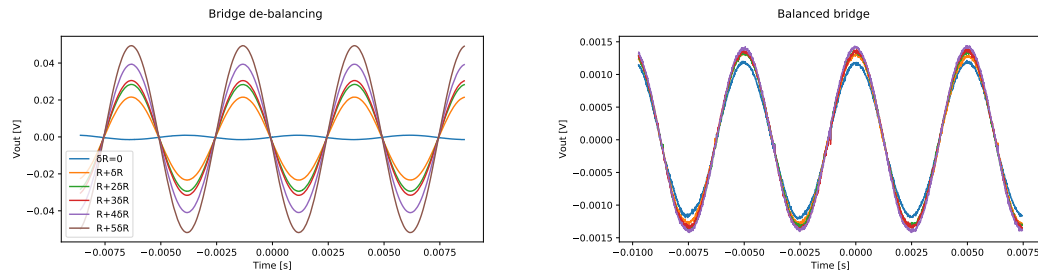 Bridge de-balancing
Vout [V]
0.04
0.02
0.00
−0.02
−0.04
δR=0
R+δR
R+2δR
R+3δR
R+4δR
R+5δR
−0.0075 −0.0050 −0.0025 0.0000 0.0025 0.0050 0.0075
Time [s]
Balanced bridge
Vout [V]
0.0015
0.0010
0.0005
0.0000
−0.0005
−0.0010
−0.0015
−0.0100 −0.0075 −0.0050 −0.0025 0.0000 0.0025 0.0050 0.0075
Time [s]